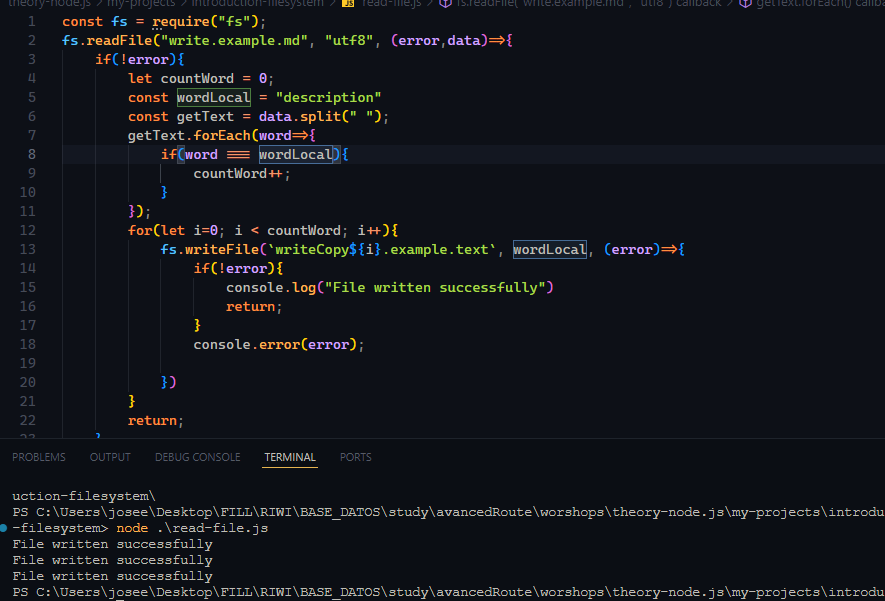 theory-node.js > my-projects > introduction-filesystem > JS read-file.js > fs.readFile("write.example.md", "utf8") callback > getText.forEach() callba
1 const fs = require("fs");
2 fs.readFile("write.example.md", "utf8", (error,data)=>{
3 if(!error){
4 let countWord = 0;
5 const wordLocal = "description"
6 const getText = data.split(" ");
7 getText.forEach(word=>{
8 if(word === wordLocal){
9 countWord++;
10 }
11 });
12 for(let i=0; i < countWord; i++){
13 fs.writeFile(`writeCopy${i}.example.text`, wordLocal, (error)=>{
14 if(!error){
15 console.log("File written successfully")
16 return;
17 }
18 console.error(error);
19
20 })
21 }
22 return;
23 }
PROBLEMS OUTPUT DEBUG CONSOLE TERMINAL PORTS
uction-filesystem\
PS C:\Users\josee\Desktop\FILL\RIWI\BASE_DATOS\study\avancedRoute\worshops\theory-node.js\my-projects\introdu
-filesystem> node .\read-file.js
File written successfully
File written successfully
File written successfully
PS C:\Users\josee\Desktop\FILL\RIWI\BASE_DATOS\study\avancedRoute\worshops\theory-node.js\my-projects\introdu